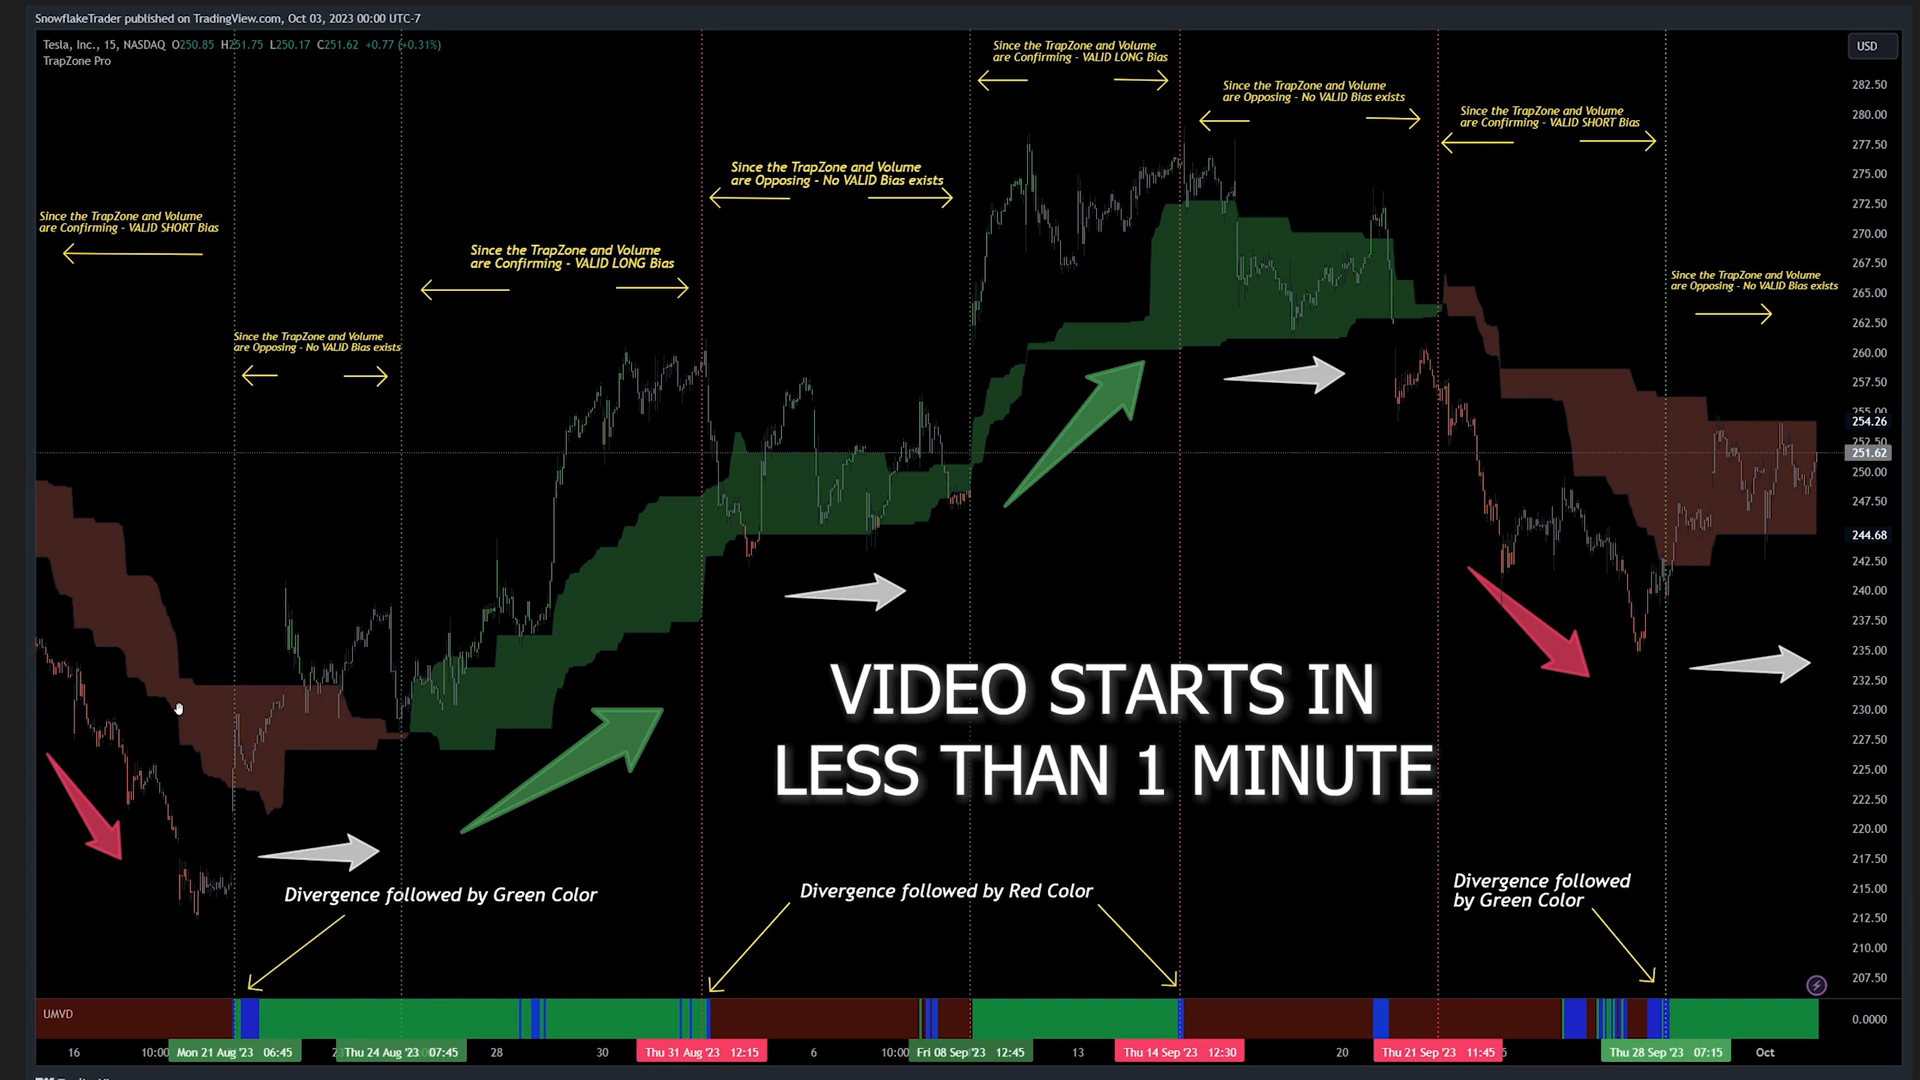 SnowflakeTrader published on TradingView.com, Oct 03, 2023 00:00 UTC-7
Tesla, Inc., 15, NASDAQ O250.85 H251.75 L250.17 C251.62 +0.77 (+0.31%)
TrapZone Pro
USD
Since the TrapZone and Volume
are Confirming - VALID LONG Bias
Since the TrapZone and Volume
are Opposing - No VALID Bias exists
Since the TrapZone and Volume
are Confirming - VALID SHORT Bias
Since the TrapZone and Volume
are Opposing - No VALID Bias exists
Since the TrapZone and Volume
are Confirming - VALID SHORT Bias
Since the TrapZone and Volume
are Confirming - VALID LONG Bias
Since the TrapZone and Volume
are Opposing - No VALID Bias exists
Since the TrapZone and Volume
are Opposing - No VALID Bias exists
282.50
280.00
277.50
275.00
272.50
270.00
267.50
265.00
262.50
260.00
257.50
255.00
254.26
252.50
251.62
250.00
247.50
244.68
242.50
240.00
237.50
235.00
232.50
230.00
227.50
225.00
222.50
220.00
217.50
215.00
212.50
210.00
207.50
VIDEO STARTS IN
LESS THAN 1 MINUTE
Divergence followed by Green Color
Divergence followed by Red Color
Divergence followed
by Green Color
UMVD
0.0000
16 10:00 Mon 21 Aug '23 06:45 Thu 24 Aug '23 07:45 28 30 Thu 31 Aug '23 12:15 6 10:00 Fri 08 Sep '23 12:45 13 Thu 14 Sep '23 12:30 20 Thu 21 Sep '23 11:45 Thu 28 Sep '23 07:15 Oct